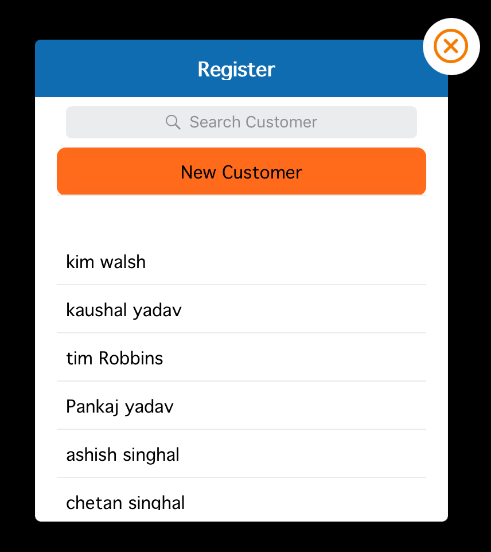 Register
Search Customer
New Customer
kim walsh
kaushal yadav
tim Robbins
Pankaj yadav
ashish singhal
chetan singhal